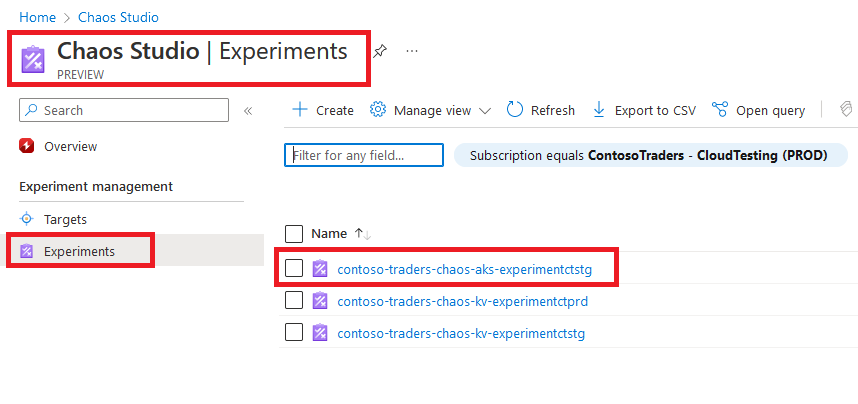 Home > Chaos Studio
Chaos Studio | Experiments ...
PREVIEW
Search «
Overview
Experiment management
Targets
Experiments
Create Manage view Refresh Export to CSV Open query
Filter for any field... Subscription equals ContosoTraders - CloudTesting (PROD)
Name ↑↓
contoso-traders-chaos-aks-experimentctstg
contoso-traders-chaos-kv-experimentctprd
contoso-traders-chaos-kv-experimentctstg